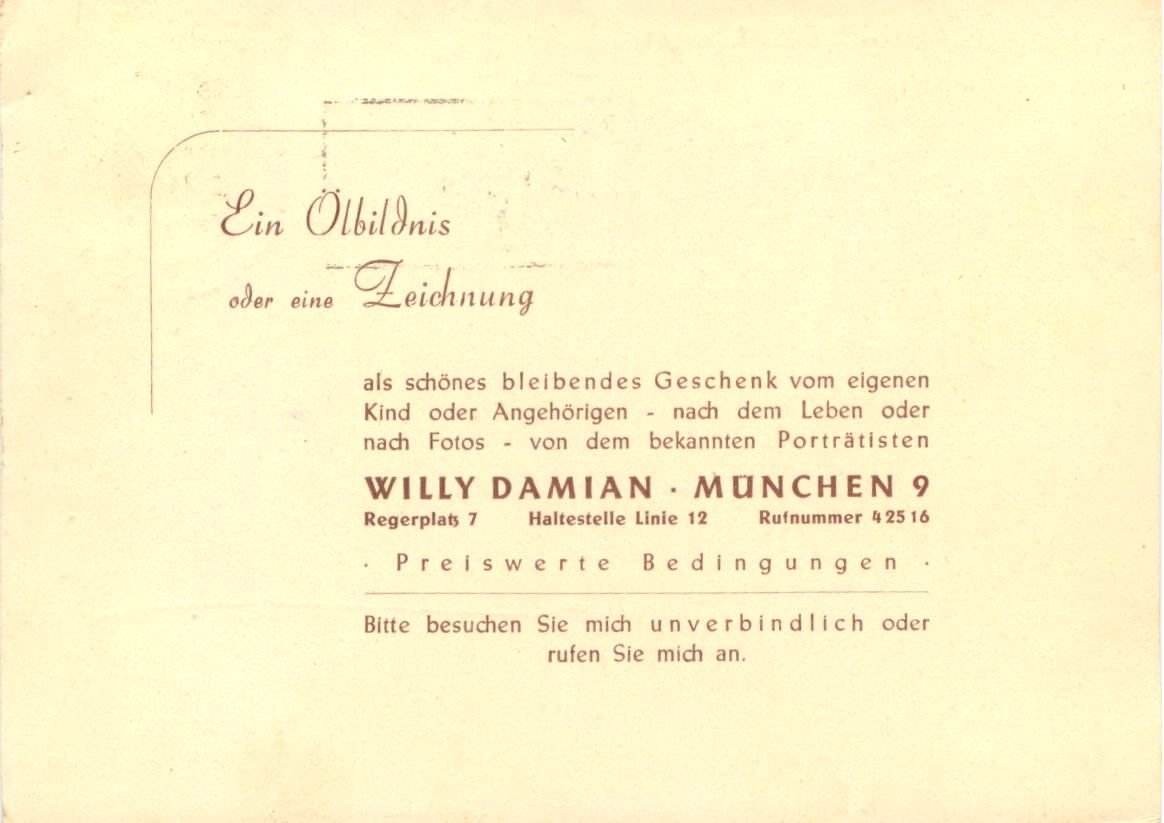 Ein Ölbildnis
oder eine Zeichnung
als schönes bleibendes Geschenk vom eigenen
Kind oder Angehörigen - nach dem Leben oder
nach Fotos - von dem bekannten Porträtisten
WILLY DAMIAN · MÜNCHEN 9
Regerplatz 7 Haltestelle Linie 12 Rufnummer 42516
· Preiswerte Bedingungen ·
Bitte besuchen Sie mich unverbindlich oder
rufen Sie mich an.